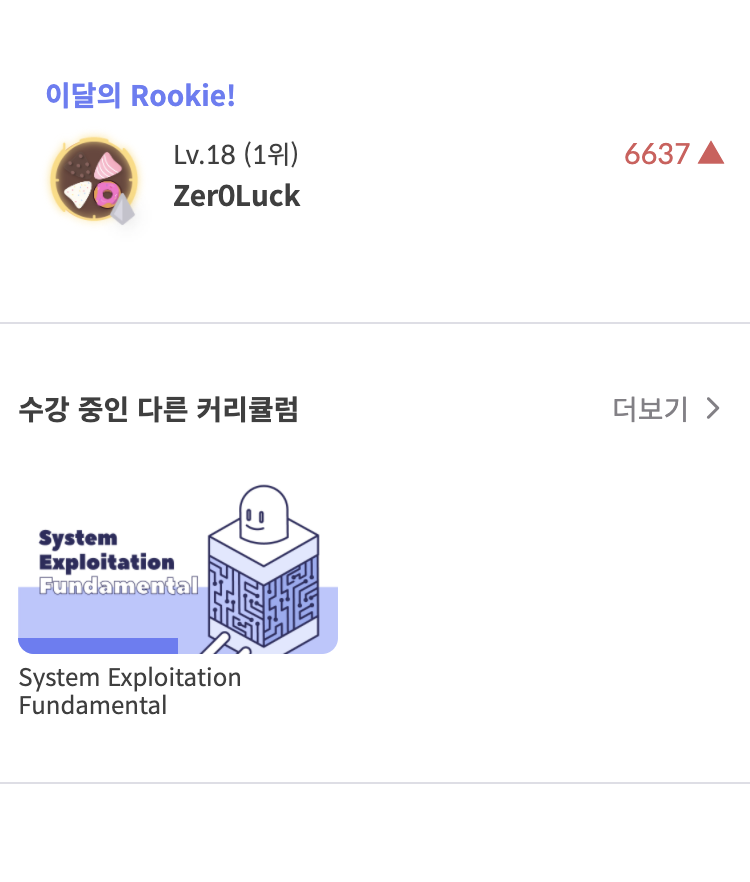 이달의 Rookie!
Lv.18 (1위)
6637 ▲
Zer0Luck
수강 중인 다른 커리큘럼
더보기 >
System
Exploitation
Fundamental
System Exploitation
Fundamental